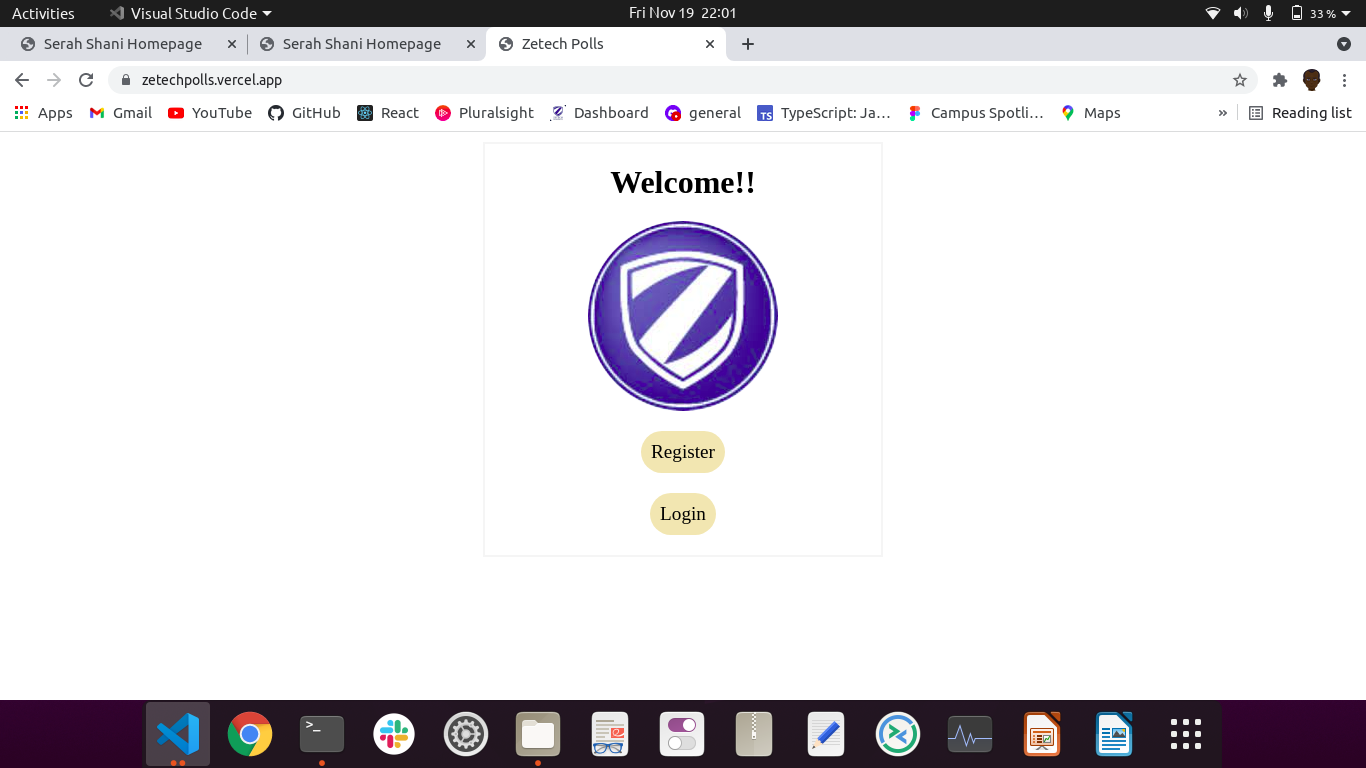 Activities Visual Studio Code Fri Nov 19 22:01 33 %
Serah Shani Homepage Serah Shani Homepage Zetech Polls
zetechpolls.vercel.app
Apps Gmail YouTube GitHub React Pluralsight Dashboard general TypeScript: Ja… Campus Spotli… Maps » Reading list
Welcome!!
Register
Login